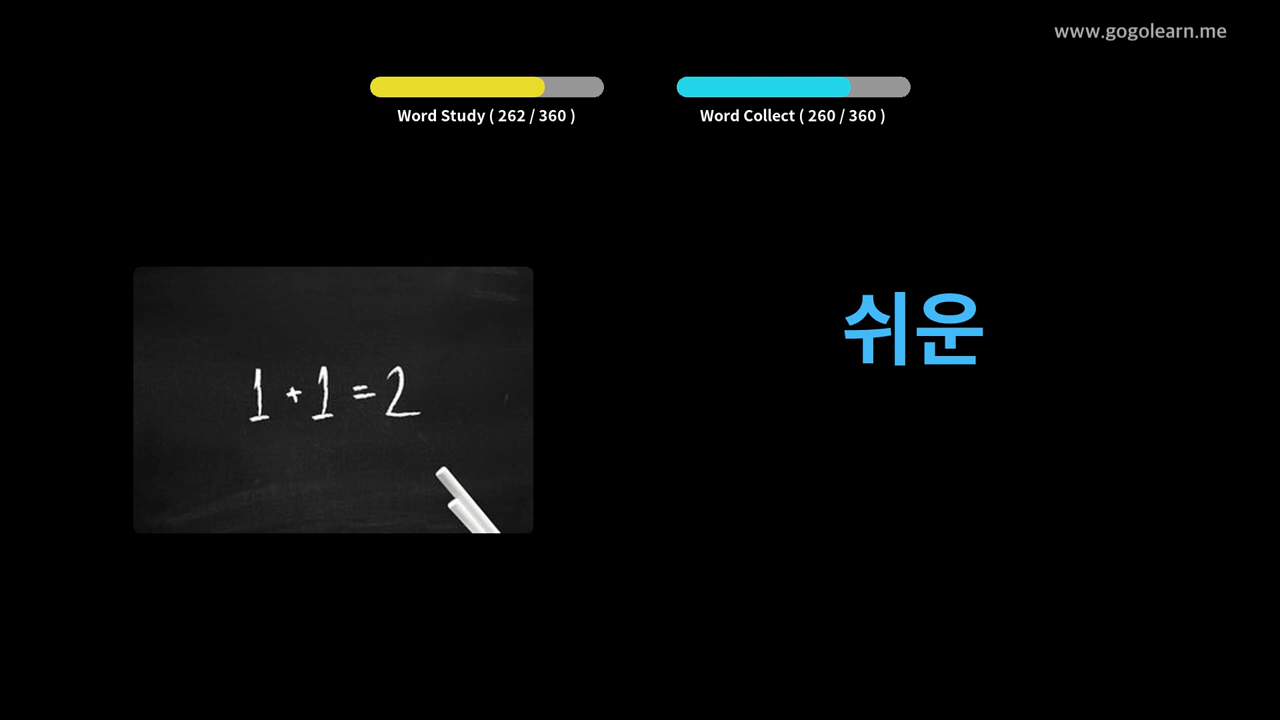 www.gogolearn.me
Word Study ( 262 / 360 )
Word Collect ( 260 / 360 )
쉬운
1 + 1 = 2